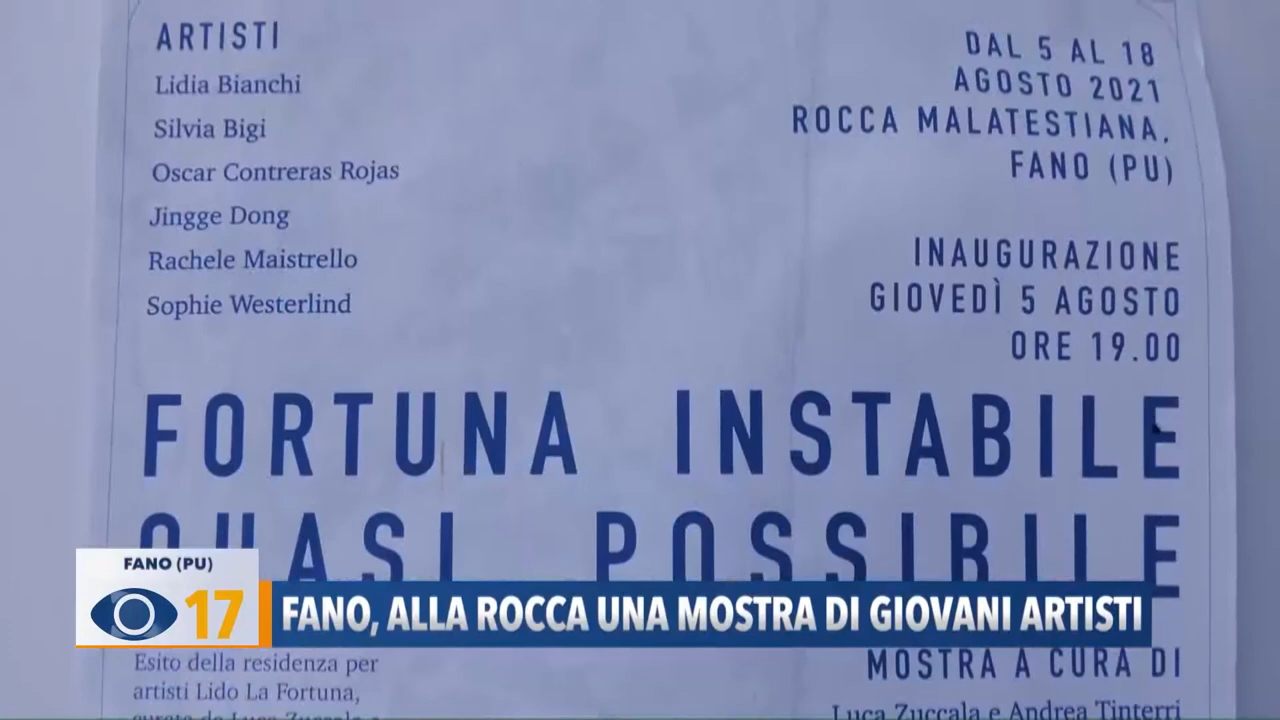 ARTISTI
Lidia Bianchi
Silvia Bigi
Oscar Contreras Rojas
Jingge Dong
Rachele Maistrello
Sophie Westerlind
DAL 5 AL 18
AGOSTO 2021
ROCCA MALATESTIANA,
FANO (PU)
INAUGURAZIONE
GIOVEDÌ 5 AGOSTO
ORE 19.00
FORTUNA INSTABILE
QUASI POSSIBILE
FANO (PU)
17
FANO, ALLA ROCCA UNA MOSTRA DI GIOVANI ARTISTI
Esito della residenza per
artisti Lido La Fortuna,
MOSTRA A CURA DI
Luca Zuccala e Andrea Tinterri